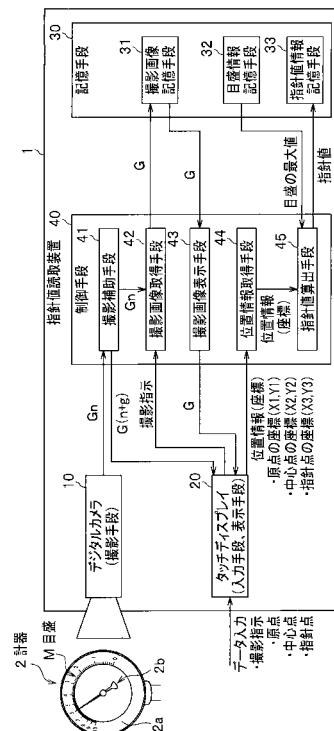 1
指針値読取装置
2 計器
M 目盛
2a
2b
10
デジタルカメラ
(撮影手段)
Gn
G(n+g)
20
タッチディスプレイ
(入力手段、表示手段)
データ入力
・撮影指示
・原点
・中心点
・指針点
撮影指示
G
位置情報(座標)
・原点の座標(X1,Y1)
・中心点の座標(X2,Y2)
・指針点の座標(X3,Y3)
40
制御手段
41
撮影補助手段
Gn
42
撮影画像取得手段
43
撮影画像表示手段
44
位置情報取得手段
位置情報
(座標)
45
指針値算出手段
G
G
目盛の最大値
指針値
30
記憶手段
31
撮影画像
記憶手段
32
目盛情報
記憶手段
33
指針値情報
記憶手段